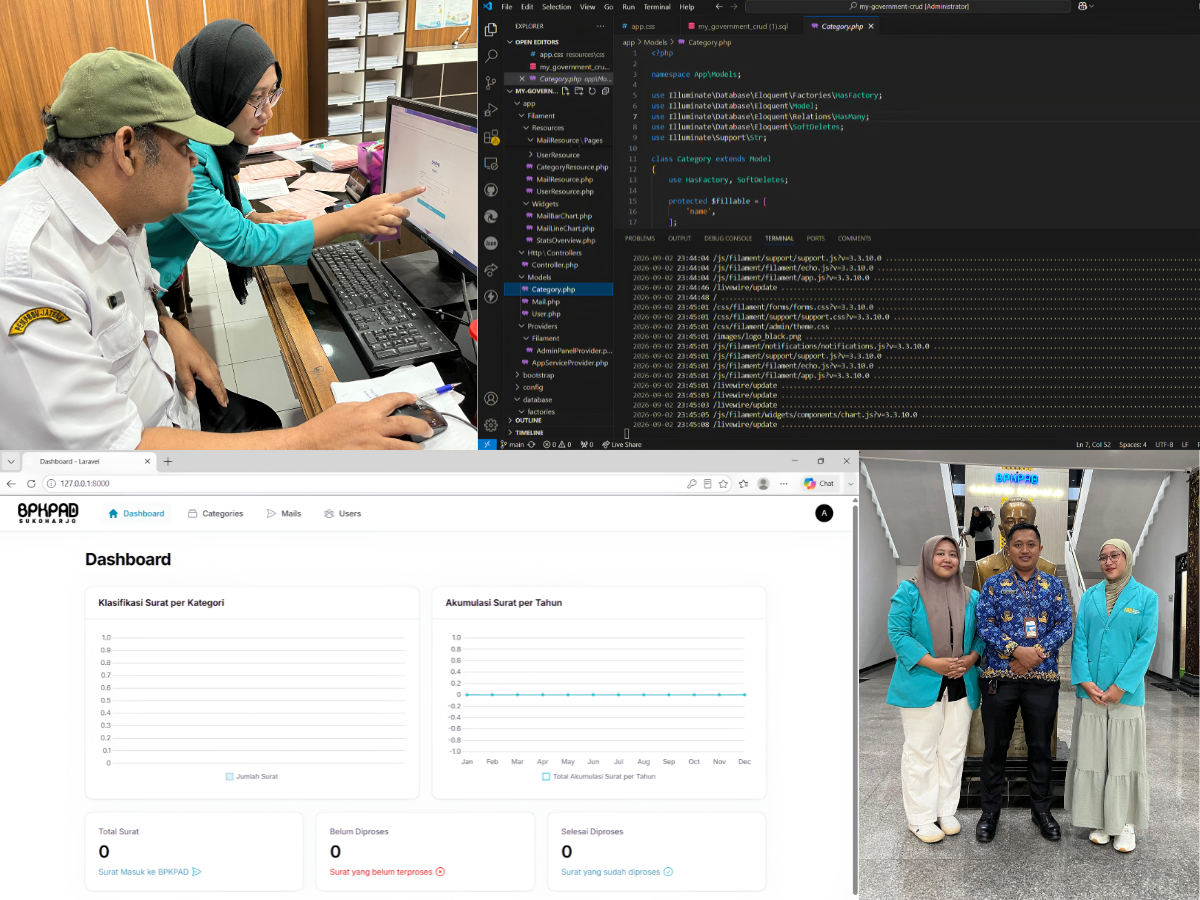 PERPUSJATENG
File Edit Selection View Go Run Terminal Help
my-government-crud [Administrator]
EXPLORER
OPEN EDITORS
# app.css resources\css
my_government_cru...
Category.php app\Mo...
MY-GOVERN...
app
Filament
Resources
MailResource \ Pages
UserResource
CategoryResource.php
MailResource.php
UserResource.php
Widgets
MailBarChart.php
MailLineChart.php
StatsOverview.php
Http \ Controllers
Controller.php
Models
Category.php
Mail.php
User.php
Providers
Filament
AdminPanelProvider.p...
AppServiceProvider.php
bootstrap
config
database
factories
OUTLINE
TIMELINE
# app.css
my_government_crud (1).sql
Category.php
app > Models > Category.php
1 <?php
2
3 namespace App\Models;
4
5 use Illuminate\Database\Eloquent\Factories\HasFactory;
6 use Illuminate\Database\Eloquent\Model;
7 use Illuminate\Database\Eloquent\Relations\HasMany;
8 use Illuminate\Database\Eloquent\SoftDeletes;
9 use Illuminate\Support\Str;
10
11 class Category extends Model
12 {
13 use HasFactory, SoftDeletes;
14
15 protected $fillable = [
16 'name',
17 ];
PROBLEMS OUTPUT DEBUG CONSOLE TERMINAL PORTS COMMENTS
2026-09-02 23:44:04 /js/filament/support/support.js?v=3.3.10.0
2026-09-02 23:44:04 /js/filament/echo.js?v=3.3.10.0
2026-09-02 23:44:04 /js/filament/app.js?v=3.3.10.0
2026-09-02 23:44:46 /livewire/update
2026-09-02 23:44:48 /
2026-09-02 23:45:01 /css/filament/forms/forms.css?v=3.3.10.0
2026-09-02 23:45:01 /css/filament/support/support.css?v=3.3.10.0
2026-09-02 23:45:01 /css/filament/admin/theme.css
2026-09-02 23:45:01 /images/logo_black.png
2026-09-02 23:45:01 /js/filament/notifications/notifications.js?v=3.3.10.0
2026-09-02 23:45:01 /js/filament/support/support.js?v=3.3.10.0
2026-09-02 23:45:01 /js/filament/echo.js?v=3.3.10.0
2026-09-02 23:45:01 /js/filament/app.js?v=3.3.10.0
2026-09-02 23:45:01 /livewire/update
2026-09-02 23:45:03 /livewire/update
2026-09-02 23:45:03 /livewire/update
2026-09-02 23:45:05 /js/filament/widgets/components/chart.js?v=3.3.10.0
2026-09-02 23:45:08 /livewire/update
main 0 0 0 Live Share Ln 7, Col 52 Spaces: 4 UTF-8 LF
Dashboard - Laravel
127.0.0.1:8000
Chat
BPKPAD
SUKOHARJO
Dashboard Categories Mails Users A
Dashboard
Klasifikasi Surat per Kategori
1.0
0.9
0.8
0.7
0.6
0.5
0.4
0.3
0.2
0.1
0
Jumlah Surat
Akumulasi Surat per Tahun
1.0
0.8
0.6
0.4
0.2
0
-0.2
-0.4
-0.6
-0.8
-1.0
Jan Feb Mar Apr May Jun Jul Aug Sep Oct Nov Dec
Total Akumulasi Surat per Tahun
Total Surat
0
Surat Masuk ke BPKPAD
Belum Diproses
0
Surat yang belum terproses
Selesai Diproses
0
Surat yang sudah diproses
BPKPAD